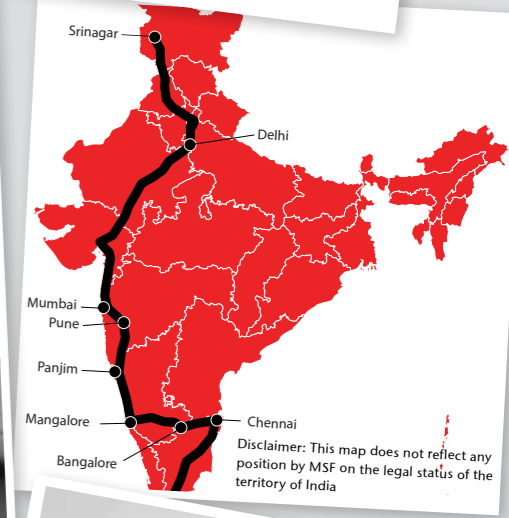 Srinagar
Delhi
Mumbai
Pune
Panjim
Mangalore
Chennai
Bangalore
Disclaimer: This map does not reflect any
position by MSF on the legal status of the
territory of India